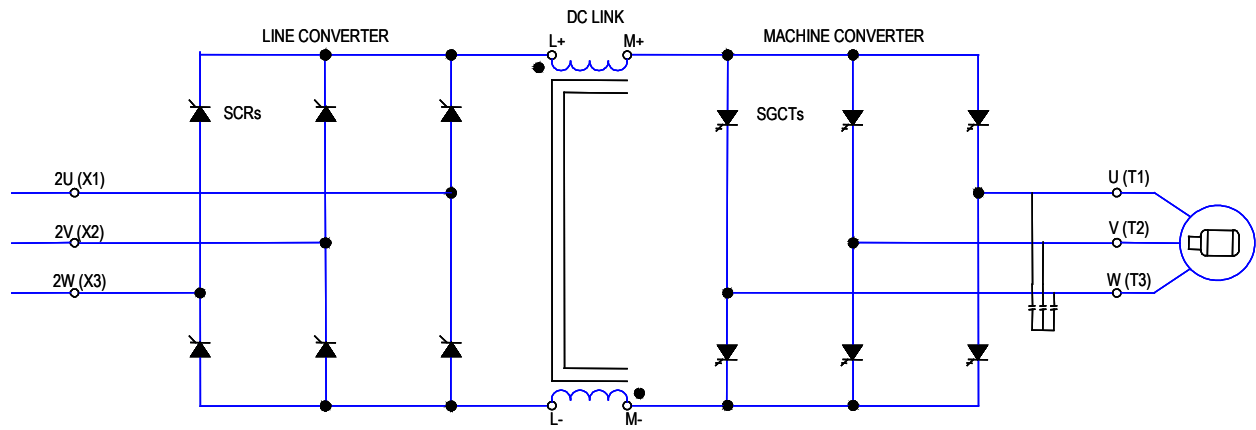 DC LINK
LINE CONVERTER
L+
M+
MACHINE CONVERTER
SCRs
SGCTs
2U (X1)
U (T1)
2V (X2)
V (T2)
2W (X3)
W (T3)
L-
M-